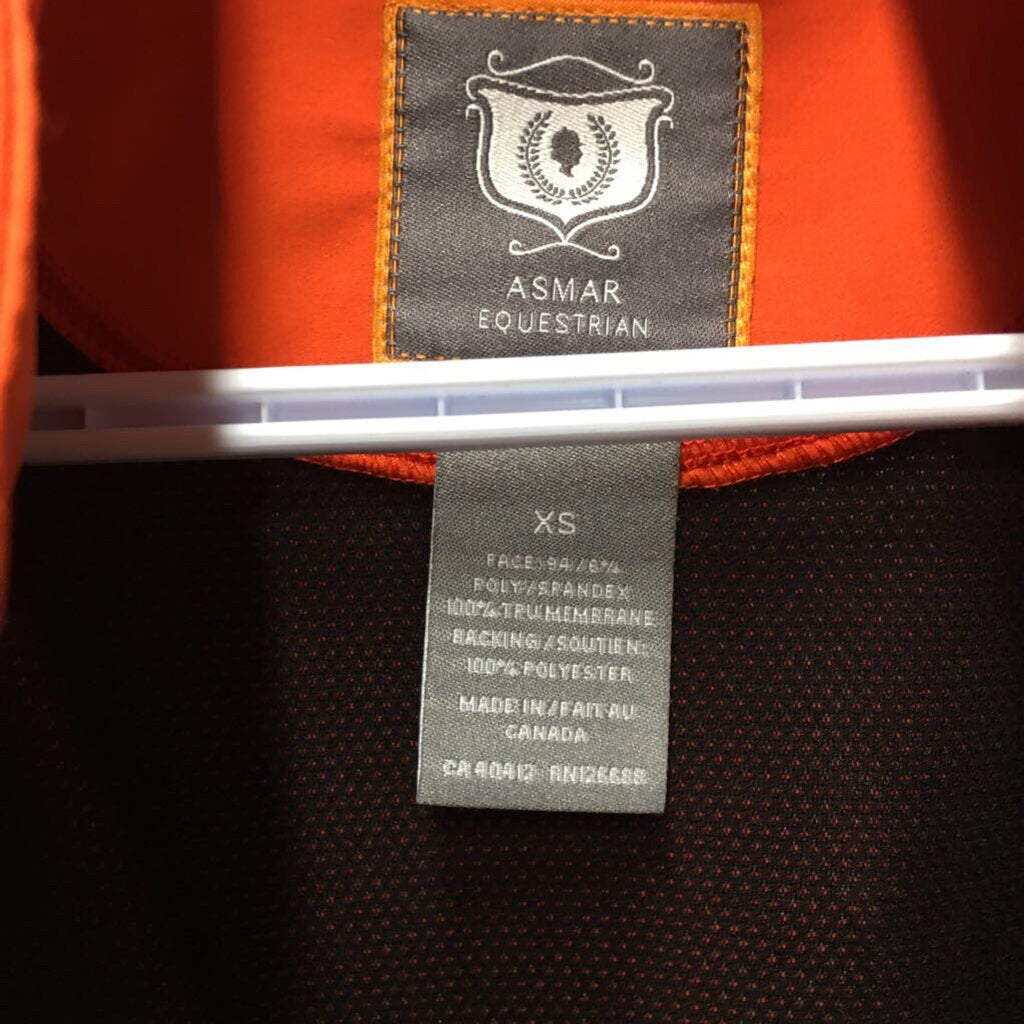 ASMAR
EQUESTRIAN
XS
FACE: 94/6%
POLY/SPANDEX
100% TPU MEMBRANE
BACKING/SOUTIEN:
100% POLYESTER
MADE IN/FAIT AU
CANADA
CA 40412